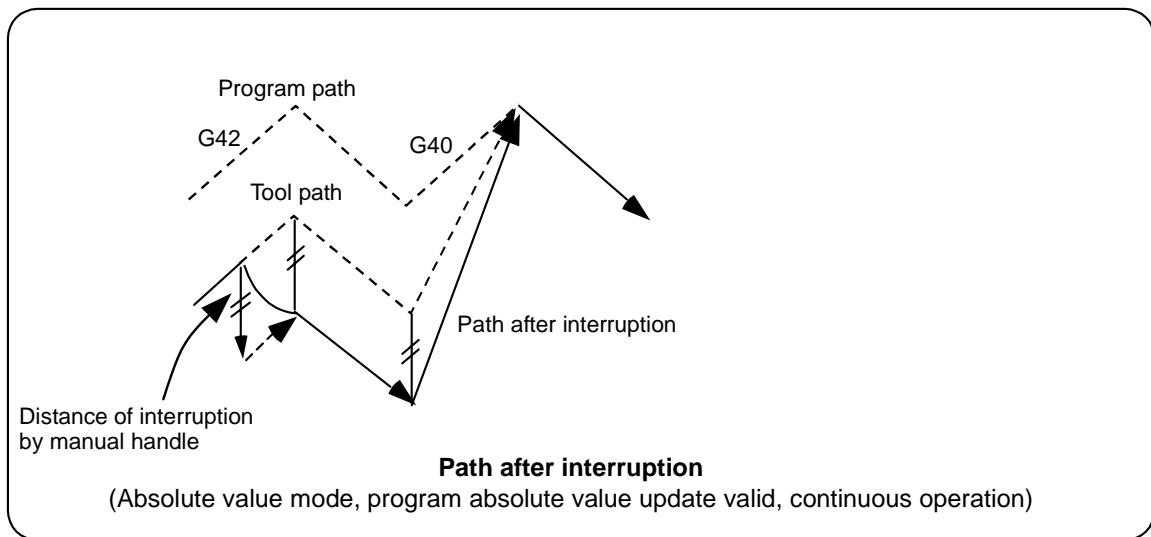 Program path
G42
G40
Tool path
Path after interruption
Distance of interruption
by manual handle
Path after interruption
(Absolute value mode, program absolute value update valid, continuous operation)